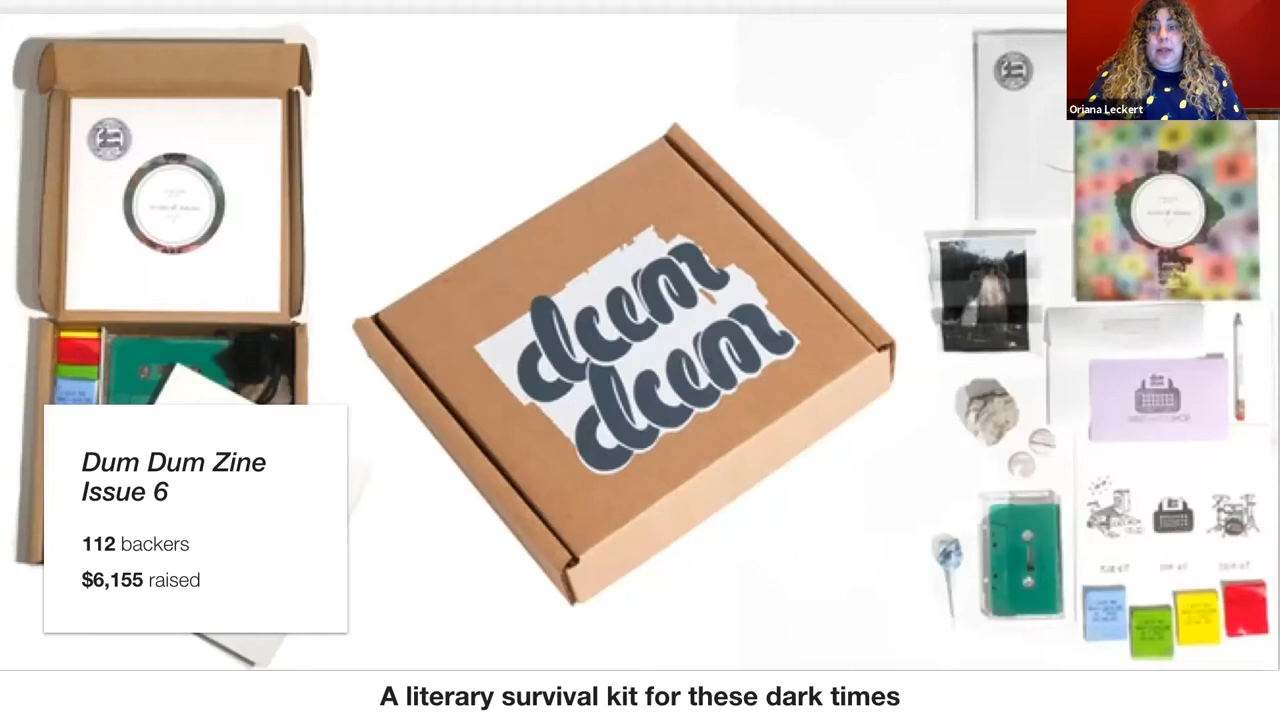 Oriana Leckert
dum
dum
Dum Dum Zine
Issue 6
112 backers
$6,155 raised
A literary survival kit for these dark times